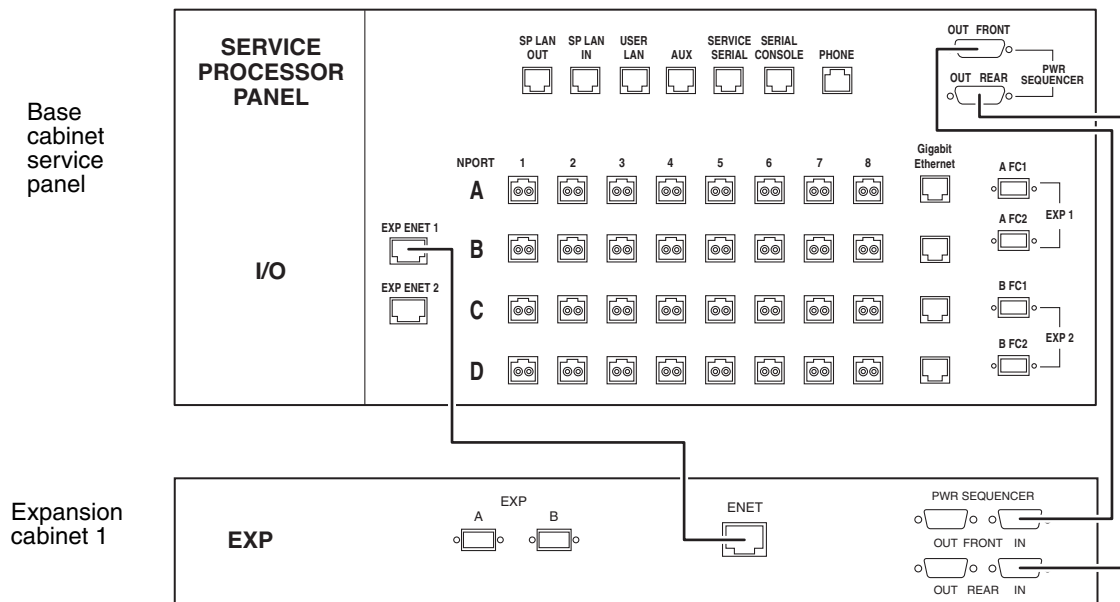 Base
cabinet
service
panel
SERVICE
PROCESSOR
PANEL
I/O
SP LAN
OUT
SP LAN
IN
USER
LAN
AUX
SERVICE
SERIAL
SERIAL
CONSOLE
PHONE
OUT FRONT
OUT REAR
PWR
SEQUENCER
NPORT 1 2 3 4 5 6 7 8
Gigabit
Ethernet
A
B
C
D
EXP ENET 1
EXP ENET 2
A FC1
A FC2
EXP 1
B FC1
B FC2
EXP 2
Expansion
cabinet 1
EXP
EXP
A B
ENET
PWR SEQUENCER
OUT FRONT IN
OUT REAR IN